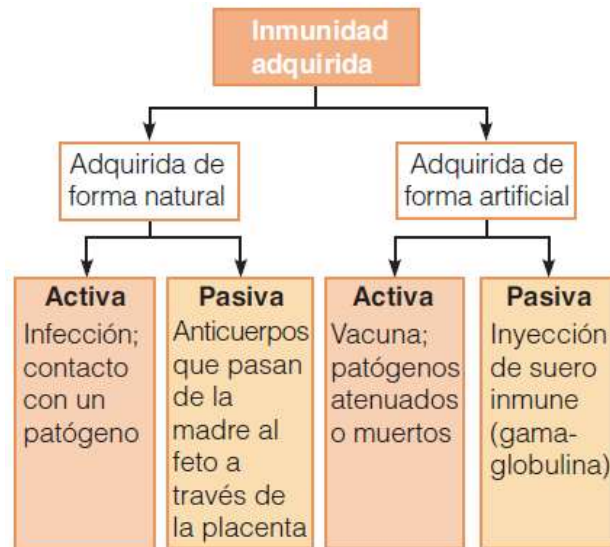 Inmunidad
adquirida
Adquirida de
forma natural
Adquirida de
forma artificial
Activa
Infección;
contacto
con un
patógeno
Pasiva
Anticuerpos
que pasan
de la
madre al
feto a
través de
la placenta
Activa
Vacuna;
patógenos
atenuados
o muertos
Pasiva
Inyección
de suero
inmune
(gama-
globulina)